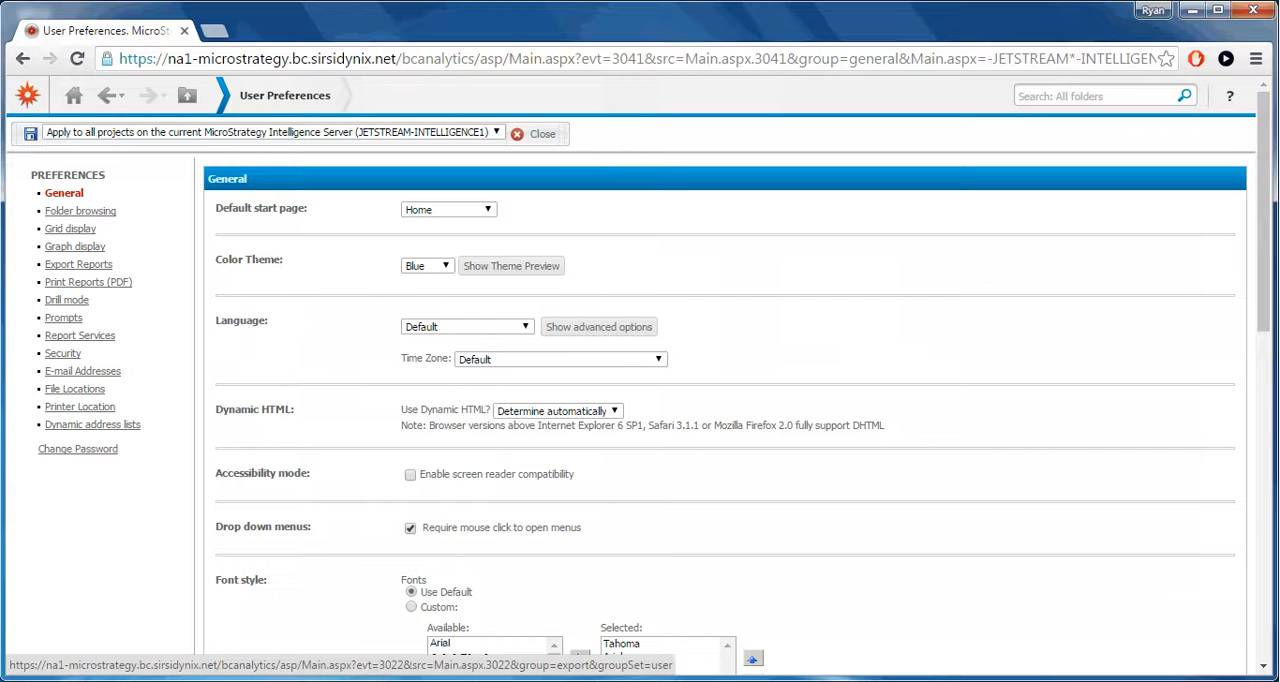 Ryan
User Preferences. MicroSt
https://na1-microstrategy.bc.sirsidynix.net/bcanalytics/asp/Main.aspx?evt=3041&src=Main.aspx.3041&group=general&Main.aspx=-JETSTREAM*-INTELLIGEN
User Preferences
Search: All folders
?
Apply to all projects on the current MicroStrategy Intelligence Server (JETSTREAM-INTELLIGENCE1)
Close
PREFERENCES
General
Folder browsing
Grid display
Graph display
Export Reports
Print Reports (PDF)
Drill mode
Prompts
Report Services
Security
E-mail Addresses
File Locations
Printer Location
Dynamic address lists
Change Password
General
Default start page: Home
Color Theme: Blue Show Theme Preview
Language: Default Show advanced options
Time Zone: Default
Dynamic HTML: Use Dynamic HTML? Determine automatically
Note: Browser versions above Internet Explorer 6 SP1, Safari 3.1.1 or Mozilla Firefox 2.0 fully support DHTML
Accessibility mode: Enable screen reader compatibility
Drop down menus: Require mouse click to open menus
Font style: Fonts
Use Default
Custom:
Available: Selected:
Arial Tahoma
https://na1-microstrategy.bc.sirsidynix.net/bcanalytics/asp/Main.aspx?evt=3022&src=Main.aspx.3022&group=export&groupSet=user